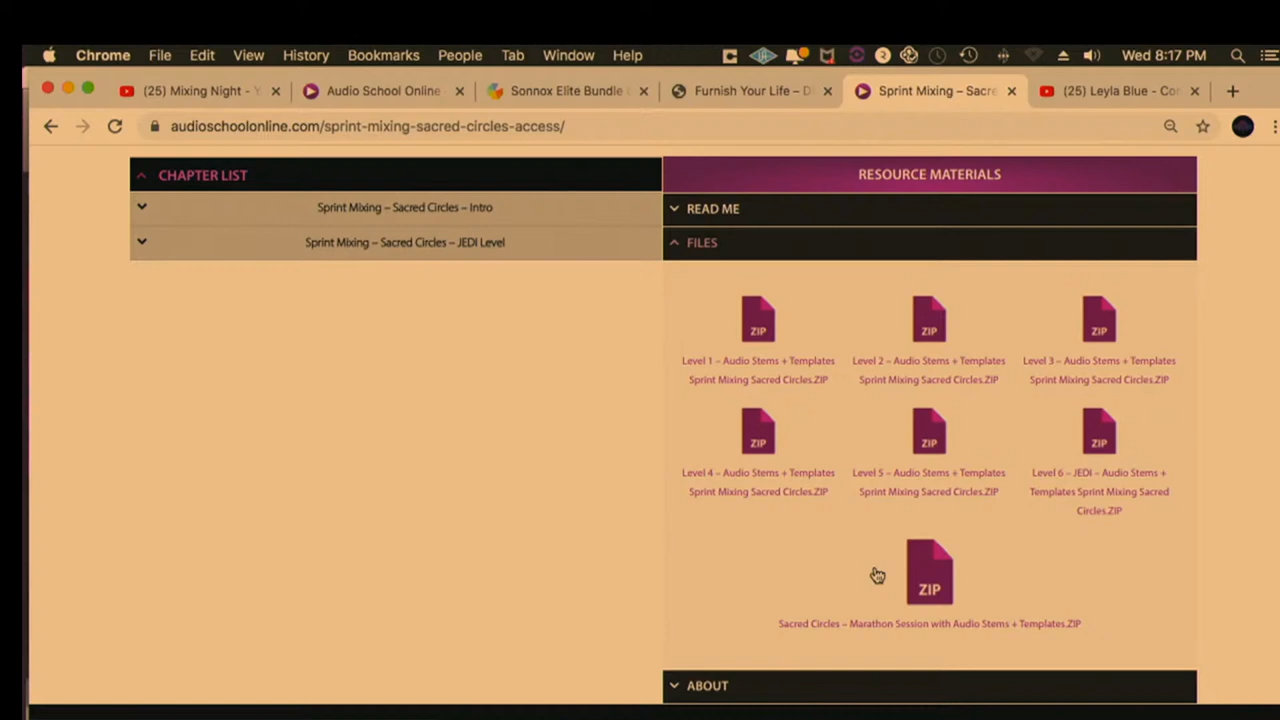 Chrome File Edit View History Bookmarks People Tab Window Help Wed 8:17 PM
(25) Mixing Night - Audio School Online Sonnox Elite Bundle Furnish Your Life – Sprint Mixing – Sacre (25) Leyla Blue -
audioschoolonline.com/sprint-mixing-sacred-circles-access/
CHAPTER LIST
Sprint Mixing – Sacred Circles – Intro
Sprint Mixing – Sacred Circles – JEDI Level
RESOURCE MATERIALS
READ ME
FILES
ZIP ZIP ZIP
Level 1 – Audio Stems + Templates Level 2 – Audio Stems + Templates Level 3 – Audio Stems + Templates
Sprint Mixing Sacred Circles.ZIP Sprint Mixing Sacred Circles.ZIP Sprint Mixing Sacred Circles.ZIP
ZIP ZIP ZIP
Level 4 – Audio Stems + Templates Level 5 – Audio Stems + Templates Level 6 – JEDI – Audio Stems +
Sprint Mixing Sacred Circles.ZIP Sprint Mixing Sacred Circles.ZIP Templates Sprint Mixing Sacred
Circles.ZIP
ZIP
Sacred Circles – Marathon Session with Audio Stems + Templates.ZIP
ABOUT